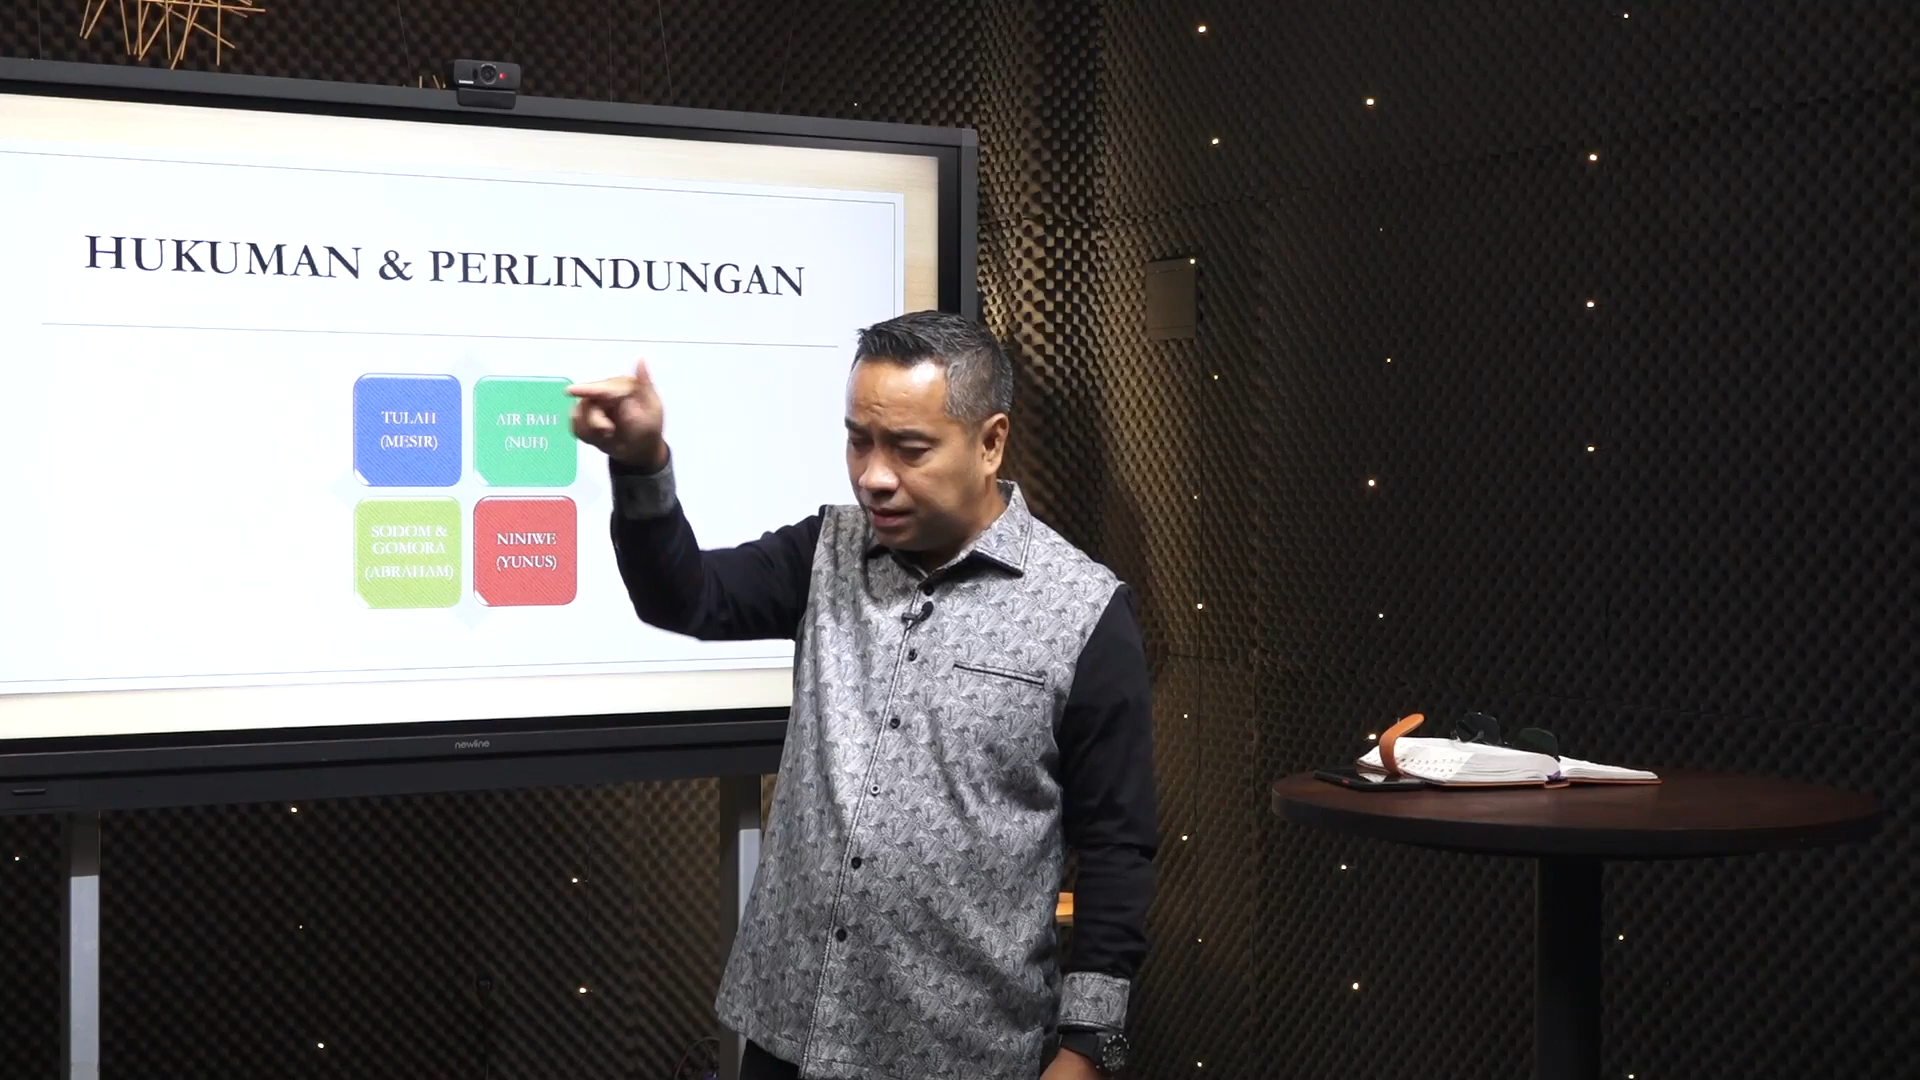 HUKUMAN & PERLINDUNGAN
TULAH
(MESIR)
AIR BAH
(NUH)
SODOM &
GOMORA
(ABRAHAM)
NINIWE
(YUNUS)
newline